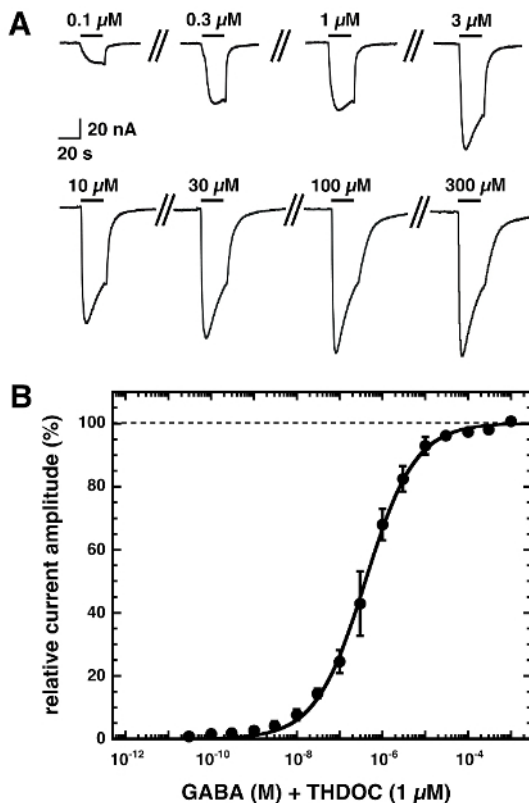 A
0.1 µM
0.3 µM
1 µM
3 µM
20 nA
20 s
10 µM
30 µM
100 µM
300 µM
B
100
80
60
40
20
0
relative current amplitude (%)
10⁻¹² 10⁻¹⁰ 10⁻⁸ 10⁻⁶ 10⁻⁴
GABA (M) + THDOC (1 µM)